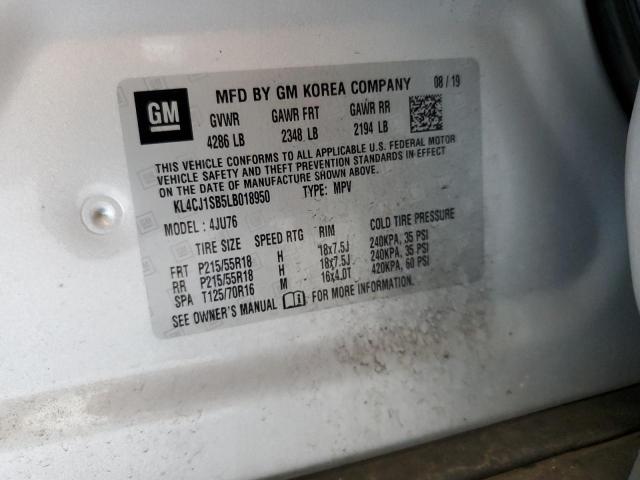 GM
MFD BY GM KOREA COMPANY 08 / 19
GVWR GAWR FRT GAWR RR
4286 LB 2348 LB 2194 LB
THIS VEHICLE CONFORMS TO ALL APPLICABLE U.S. FEDERAL MOTOR
VEHICLE SAFETY AND THEFT PREVENTION STANDARDS IN EFFECT
ON THE DATE OF MANUFACTURE SHOWN ABOVE.
KL4CJ1SB5LB018950 TYPE: MPV
MODEL : 4JU76
TIRE SIZE SPEED RTG RIM COLD TIRE PRESSURE
FRT P215/55R18 H 18x7.5J 240KPA, 35 PSI
RR P215/55R18 H 18x7.5J 240KPA, 35 PSI
SPA T125/70R16 M 16x4.0T 420KPA, 60 PSI
SEE OWNER'S MANUAL FOR MORE INFORMATION.